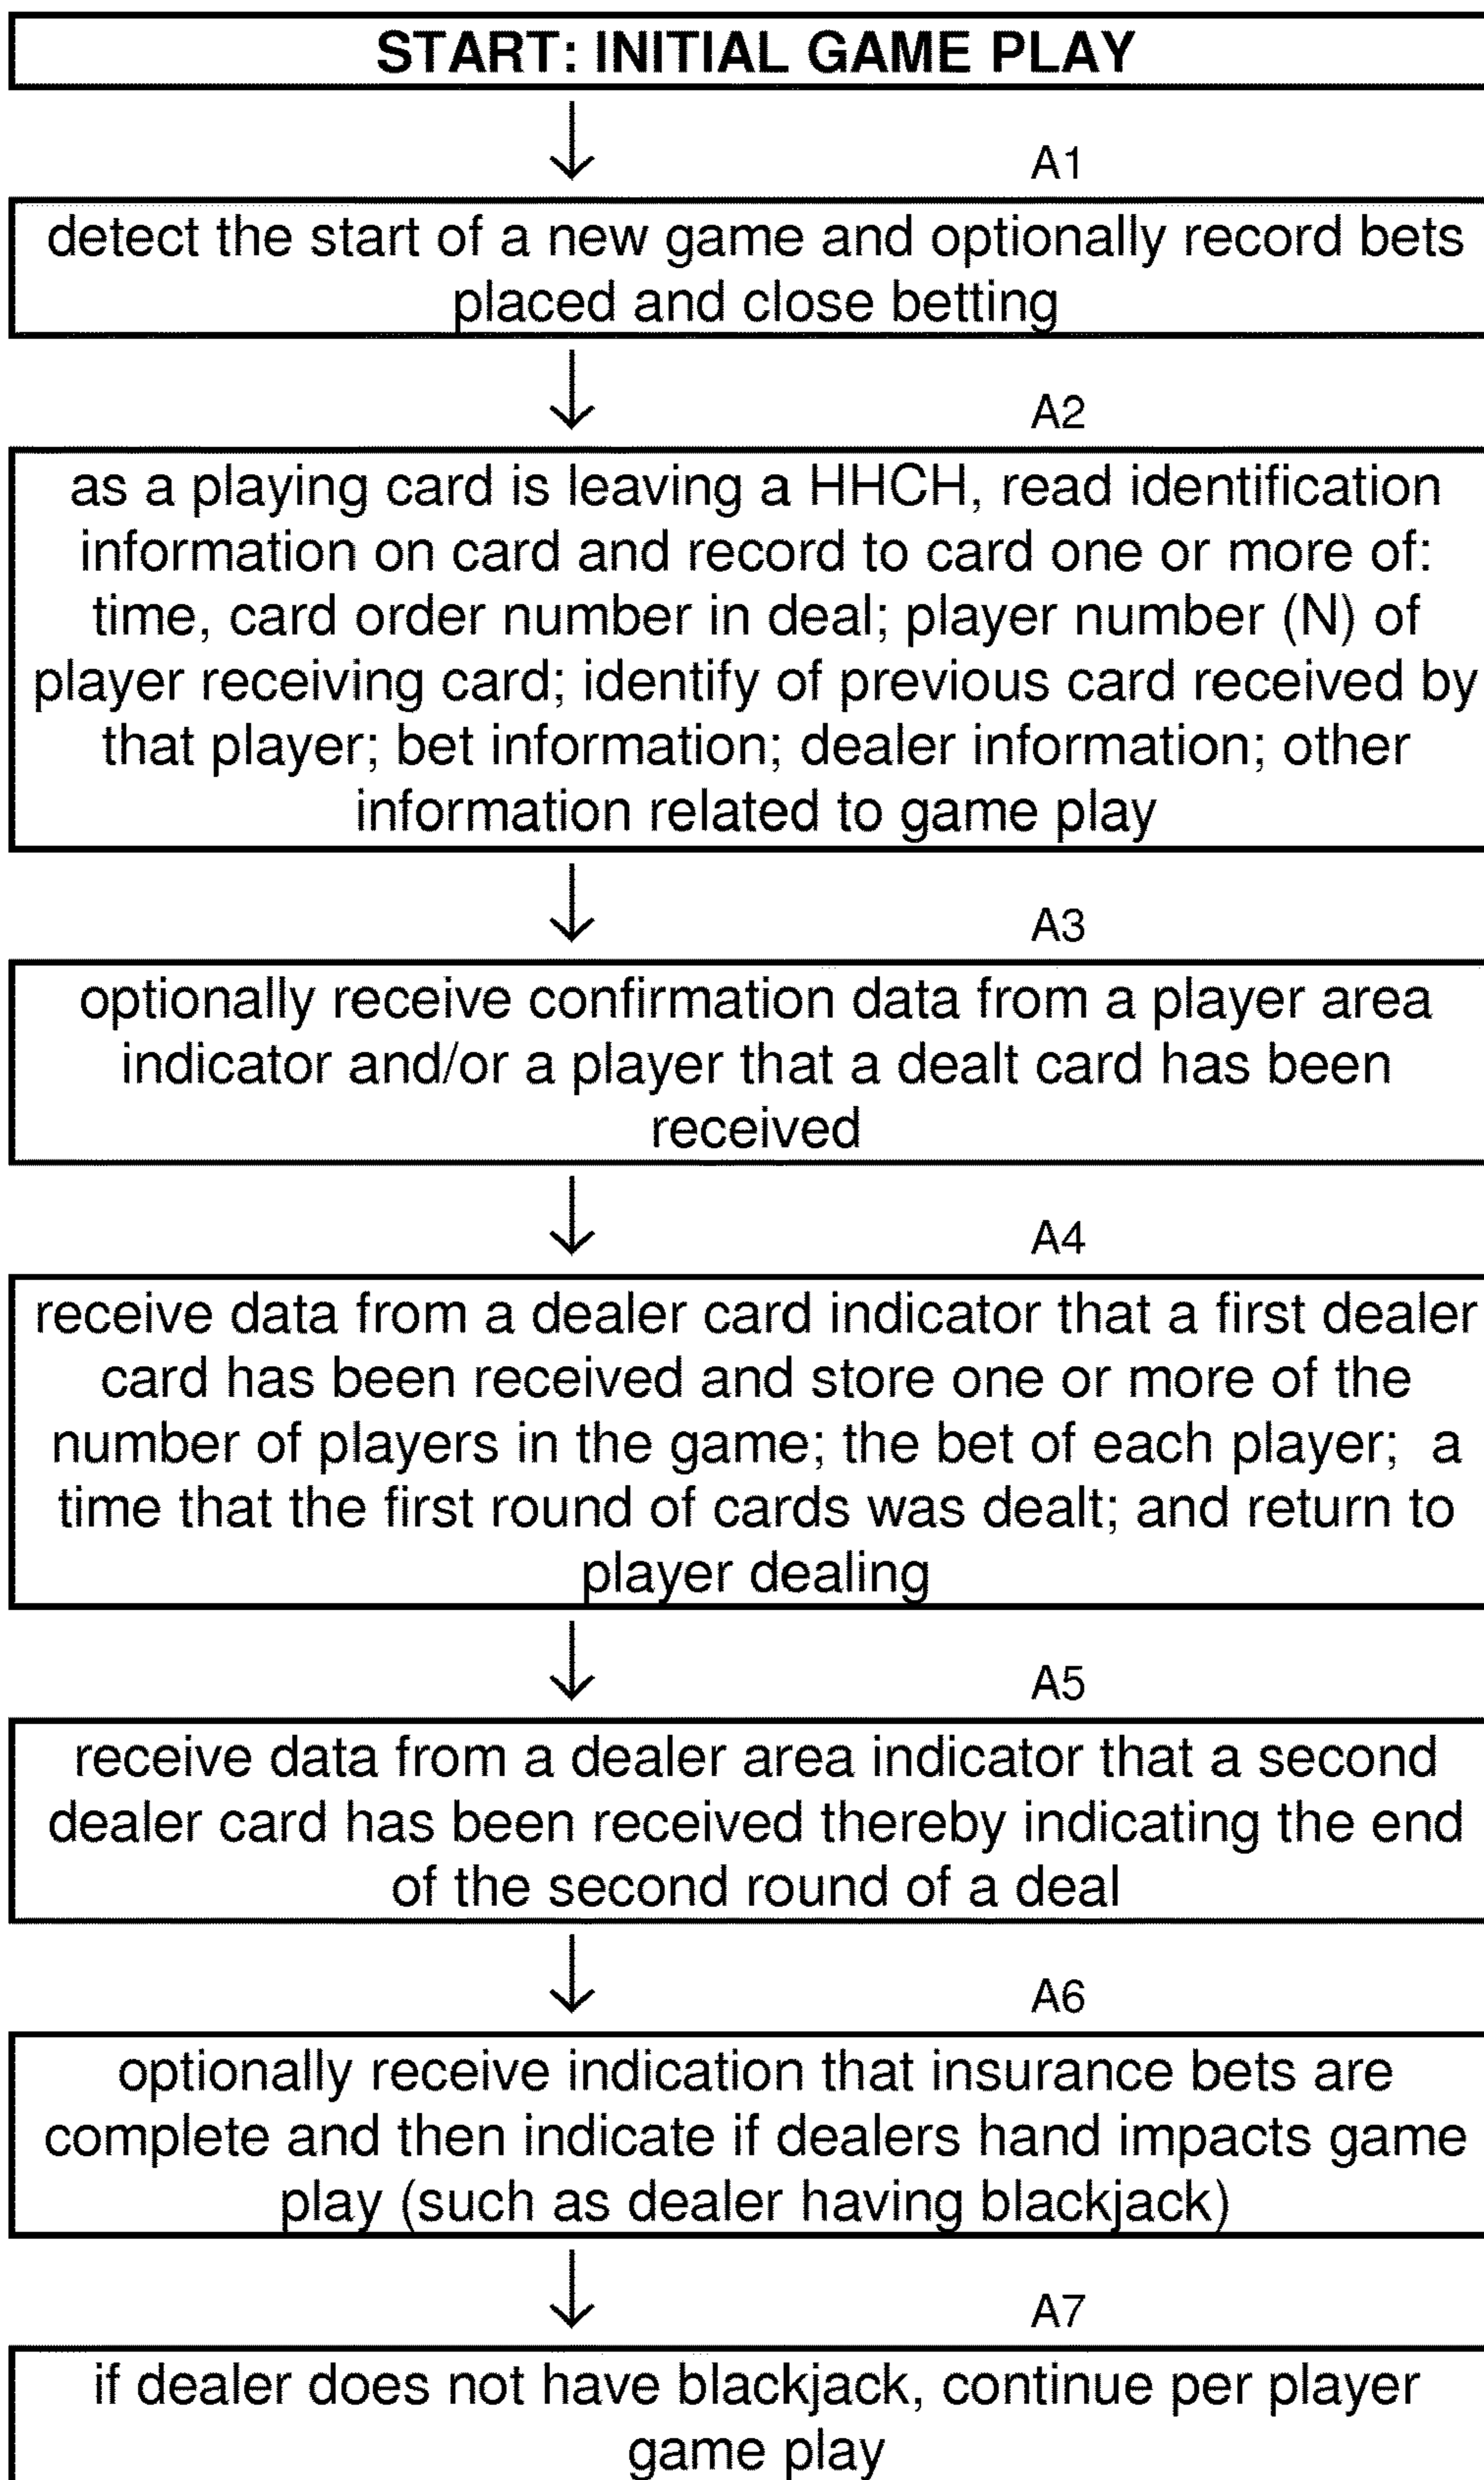 START: INITIAL GAME PLAY
A1
detect the start of a new game and optionally record bets
placed and close betting
A2
as a playing card is leaving a HHCH, read identification
information on card and record to card one or more of:
time, card order number in deal; player number (N) of
player receiving card; identify of previous card received by
that player; bet information; dealer information; other
information related to game play
A3
optionally receive confirmation data from a player area
indicator and/or a player that a dealt card has been
received
A4
receive data from a dealer card indicator that a first dealer
card has been received and store one or more of the
number of players in the game; the bet of each player; a
time that the first round of cards was dealt; and return to
player dealing
A5
receive data from a dealer area indicator that a second
dealer card has been received thereby indicating the end
of the second round of a deal
A6
optionally receive indication that insurance bets are
complete and then indicate if dealers hand impacts game
play (such as dealer having blackjack)
A7
if dealer does not have blackjack, continue per player
game play